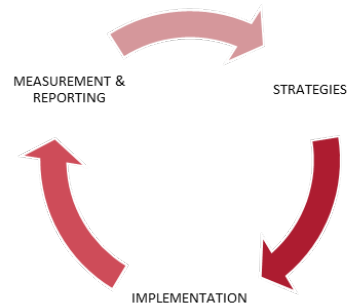 MEASUREMENT &
REPORTING
STRATEGIES
IMPLEMENTATION